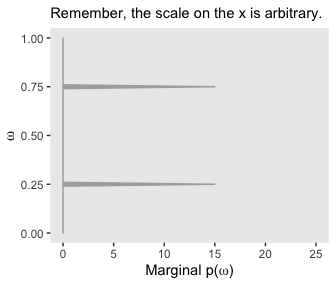 Remember, the scale on the x is arbitrary.
1.00
0.75
ω
0.50
0.25
0.00
0 5 10 15 20 25
Marginal p(ω)